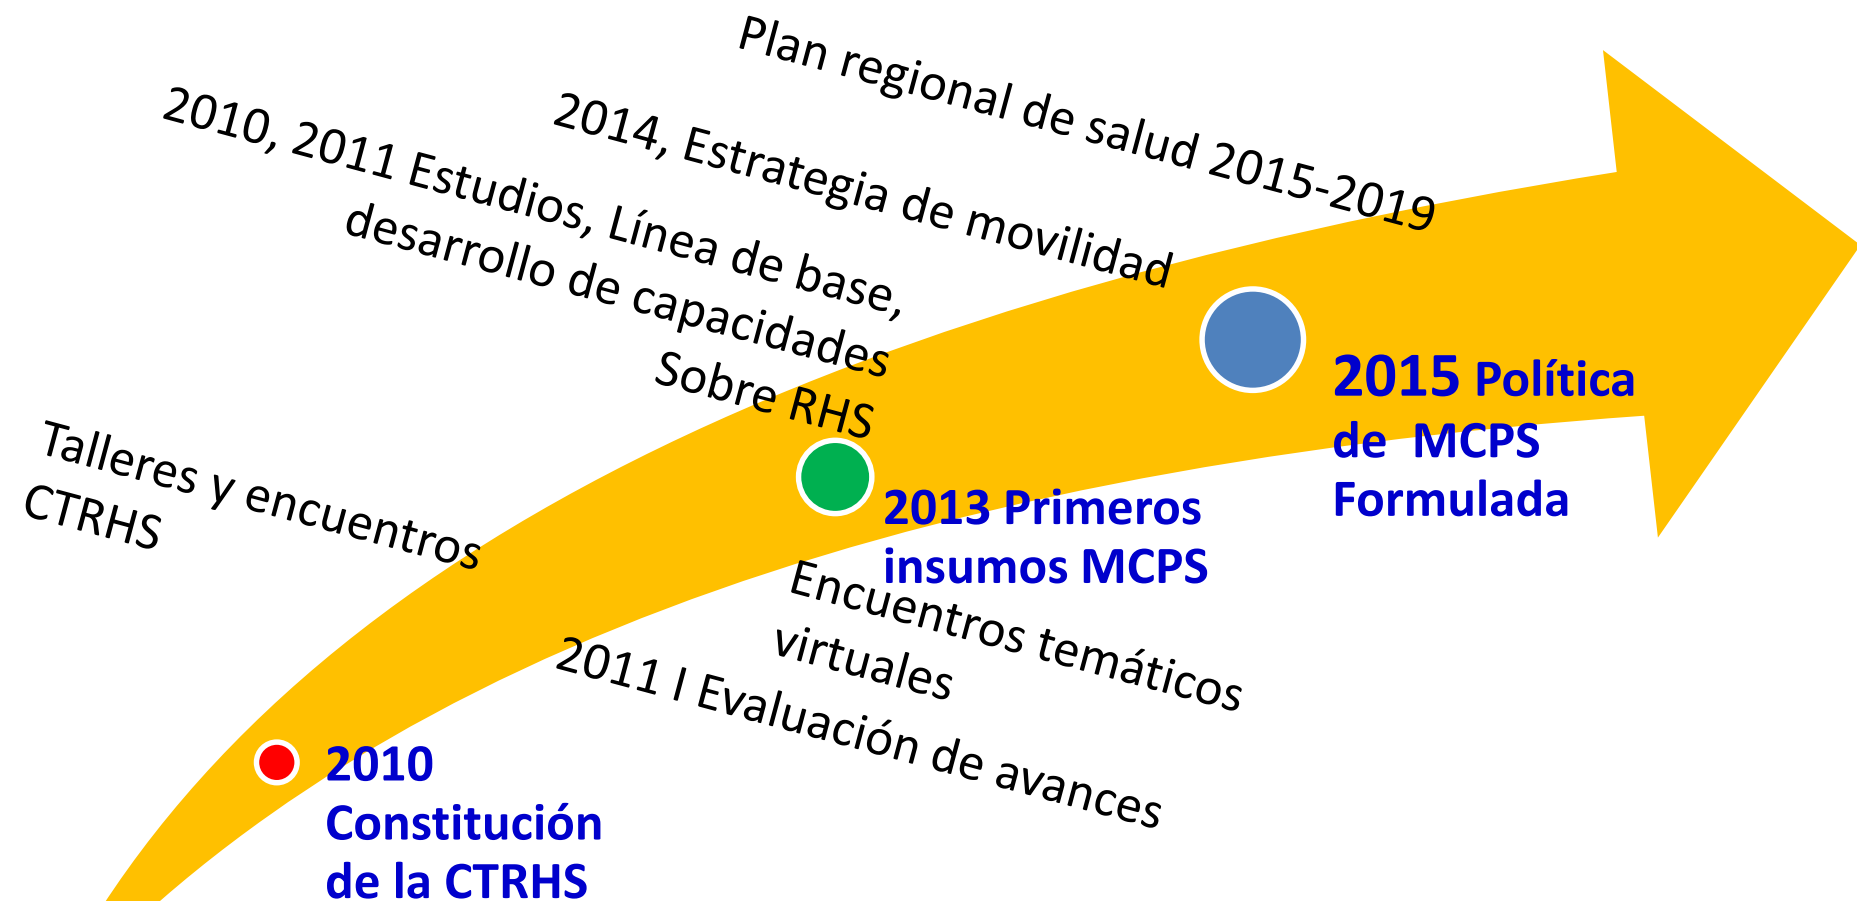 Plan regional de salud 2015-2019
2014, Estrategia de movilidad
2010, 2011 Estudios, Línea de base,
desarrollo de capacidades
Sobre RHS
Talleres y encuentros
CTRHS
2015 Política
de MCPS
Formulada
2013 Primeros
insumos MCPS
Encuentros temáticos
virtuales
2011 I Evaluación de avances
2010
Constitución
de la CTRHS